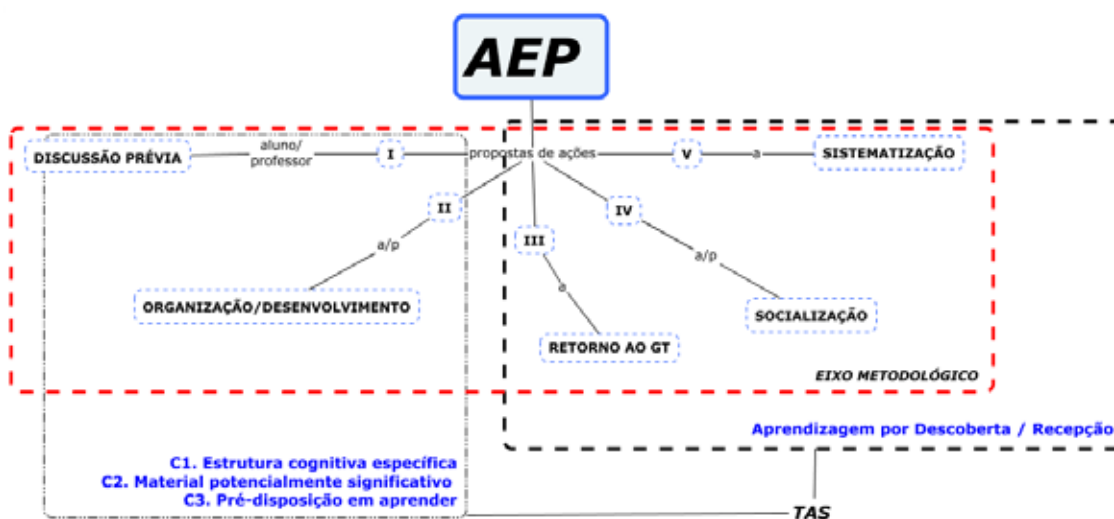 AEP
DISCUSSÃO PRÉVIA
aluno/
professor
I
propostas de ações
V
a
SISTEMATIZAÇÃO
II
a/p
ORGANIZAÇÃO/DESENVOLVIMENTO
III
a
RETORNO AO GT
IV
a/p
SOCIALIZAÇÃO
EIXO METODOLÓGICO
Aprendizagem por Descoberta / Recepção
C1. Estrutura cognitiva específica
C2. Material potencialmente significativo
C3. Pré-disposição em aprender
TAS